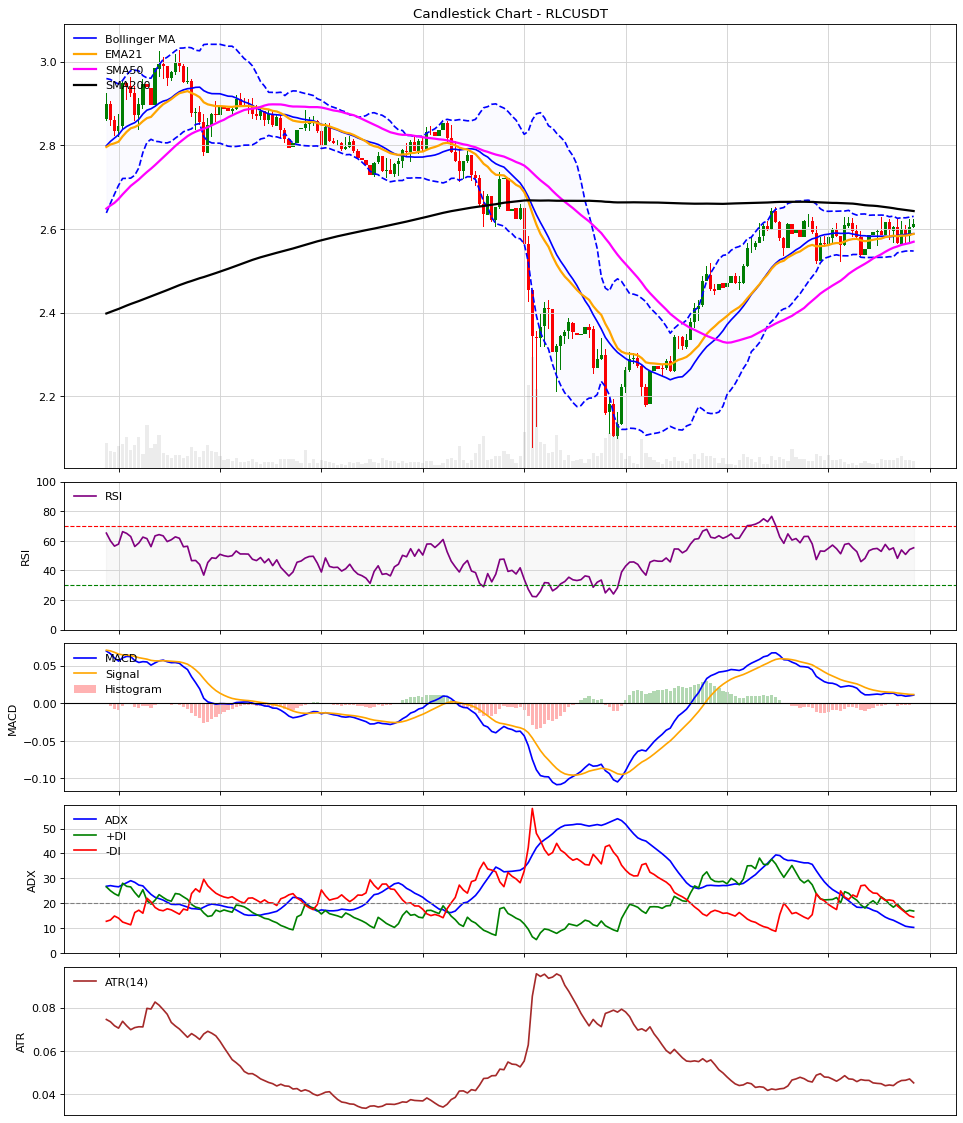 Candlestick Chart - RLCUSDT
Bollinger MA
EMA21
SMA50
SMA200
3.0
2.8
2.6
2.4
2.2
RSI
100
80
60
40
20
0
RSI
MACD
Signal
Histogram
0.05
0.00
−0.05
−0.10
MACD
ADX
+DI
-DI
50
40
30
20
10
0
ADX
ATR(14)
0.08
0.06
0.04
ATR